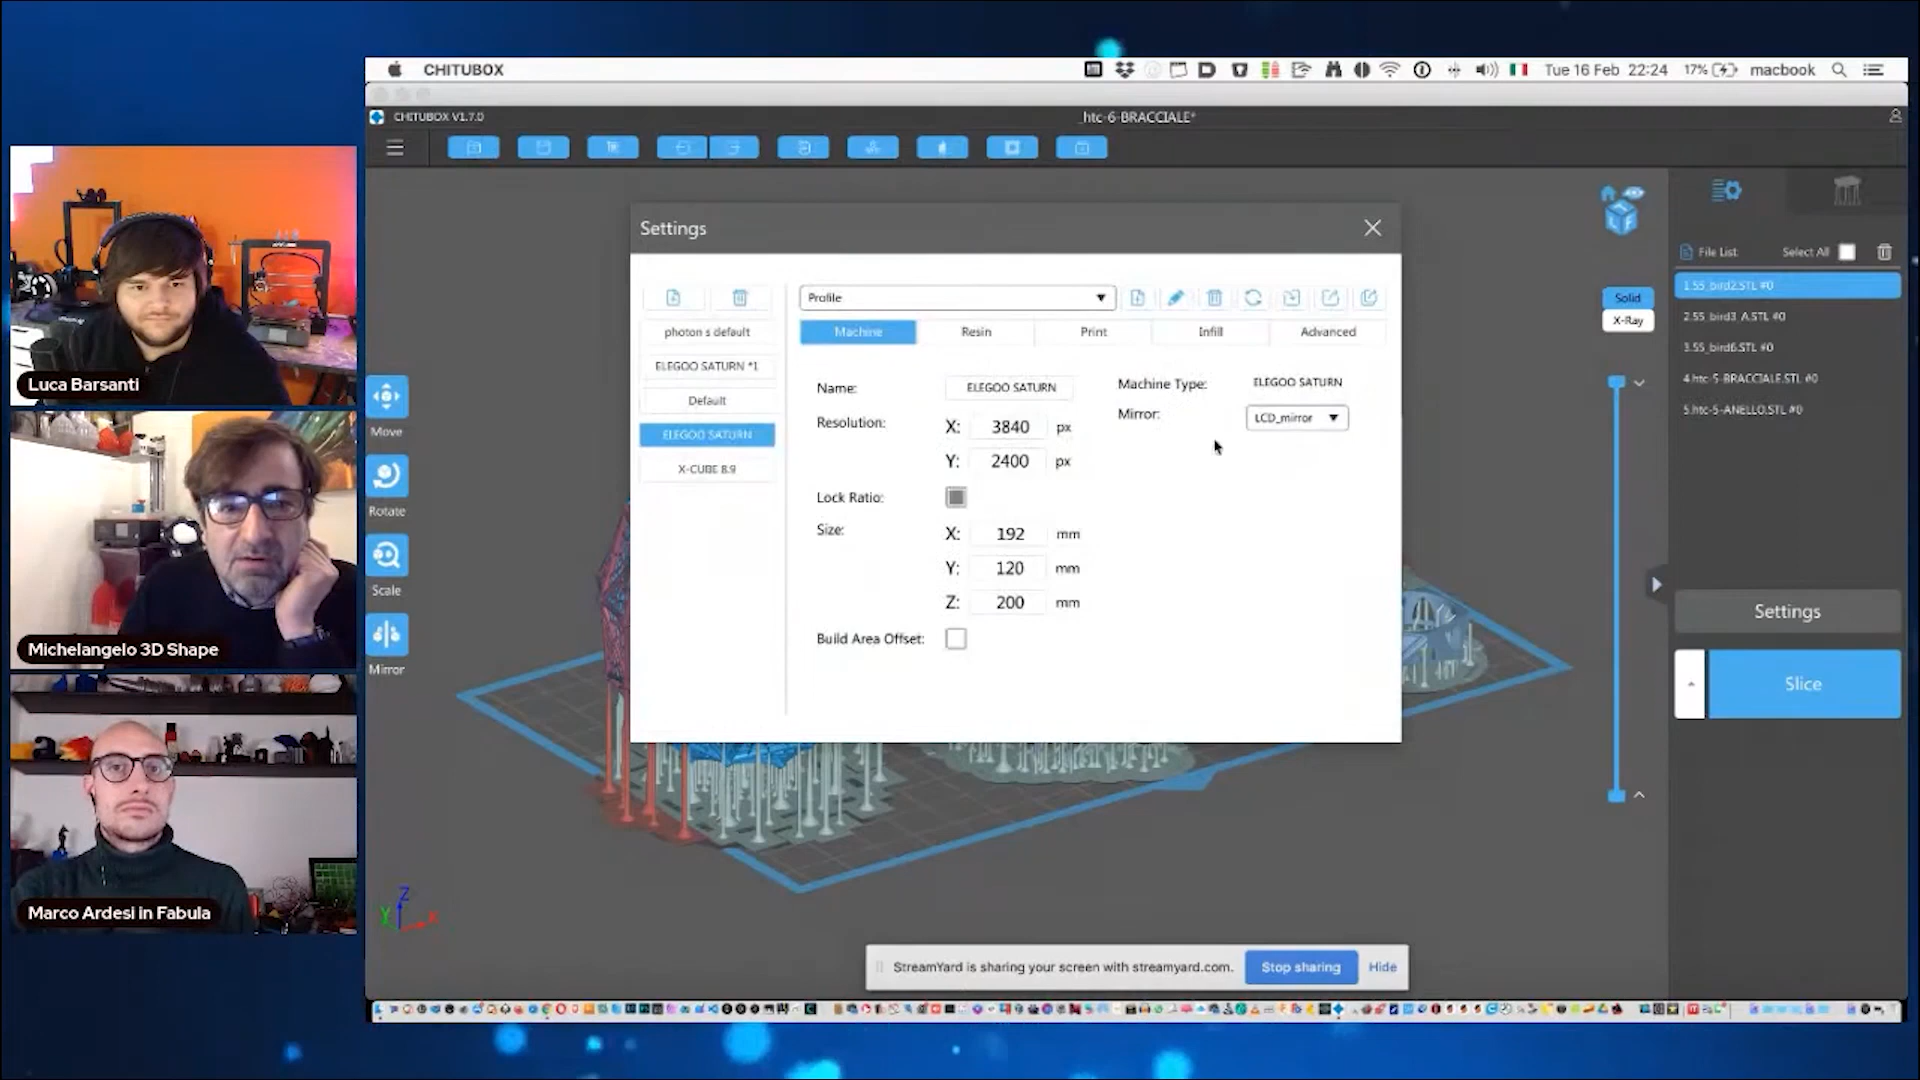 CHITUBOX
Tue 16 Feb 22:24 17% macbook
CHITUBOX V1.7.0
_htc-6-BRACCIALE*
Settings
photon s default
ELEGOO SATURN *1
Default
ELEGOO SATURN
X-CUBE 8.9
Profile
Machine Resin Print Infill Advanced
Name: ELEGOO SATURN
Machine Type: ELEGOO SATURN
Mirror: LCD_mirror
Resolution: X: 3840 px
Y: 2400 px
Lock Ratio:
Size: X: 192 mm
Y: 120 mm
Z: 200 mm
Build Area Offset:
Move
Rotate
Scale
Mirror
Solid
X-Ray
File List Select All
1.55_bird2.STL #0
2.55_bird3_A.STL #0
3.55_bird6.STL #0
4.htc-5-BRACCIALE.STL #0
5.htc-5-ANELLO.STL #0
Settings
Slice
Z
Y
X
StreamYard is sharing your screen with streamyard.com. Stop sharing Hide
Luca Barsanti
Michelangelo 3D Shape
Marco Ardesi in Fabula